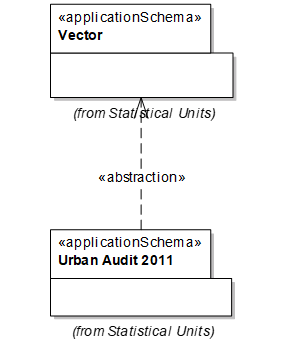 «applicationSchema»
Vector
(from Statistical Units)
«abstraction»
«applicationSchema»
Urban Audit 2011
(from Statistical Units)